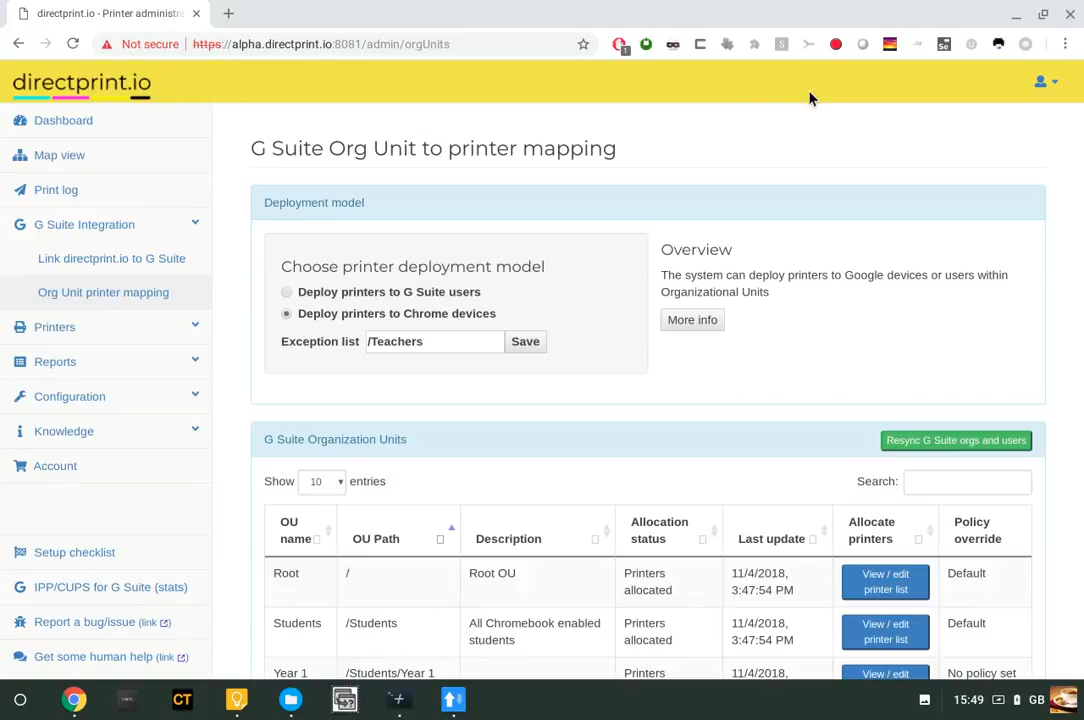 directprint.io - Printer administra
Not secure https://alpha.directprint.io:8081/admin/orgUnits
1
Se
directprint.io
Dashboard
Map view
Print log
G Suite Integration
Link directprint.io to G Suite
Org Unit printer mapping
Printers
Reports
Configuration
Knowledge
Account
Setup checklist
IPP/CUPS for G Suite (stats)
Report a bug/issue (link)
Get some human help (link)
G Suite Org Unit to printer mapping
Deployment model
Choose printer deployment model
Deploy printers to G Suite users
Deploy printers to Chrome devices
Exception list /Teachers Save
Overview
The system can deploy printers to Google devices or users within
Organizational Units
More info
G Suite Organization Units
Resync G Suite orgs and users
Show 10 entries
Search:
OU name OU Path Description Allocation status Last update Allocate printers Policy override
Root / Root OU Printers allocated 11/4/2018, 3:47:54 PM View / edit printer list Default
Students /Students All Chromebook enabled students Printers allocated 11/4/2018, 3:47:54 PM View / edit printer list Default
Year 1 /Students/Year 1 Printers 11/4/2018, View / edit No policy set
CT
15:49 GB